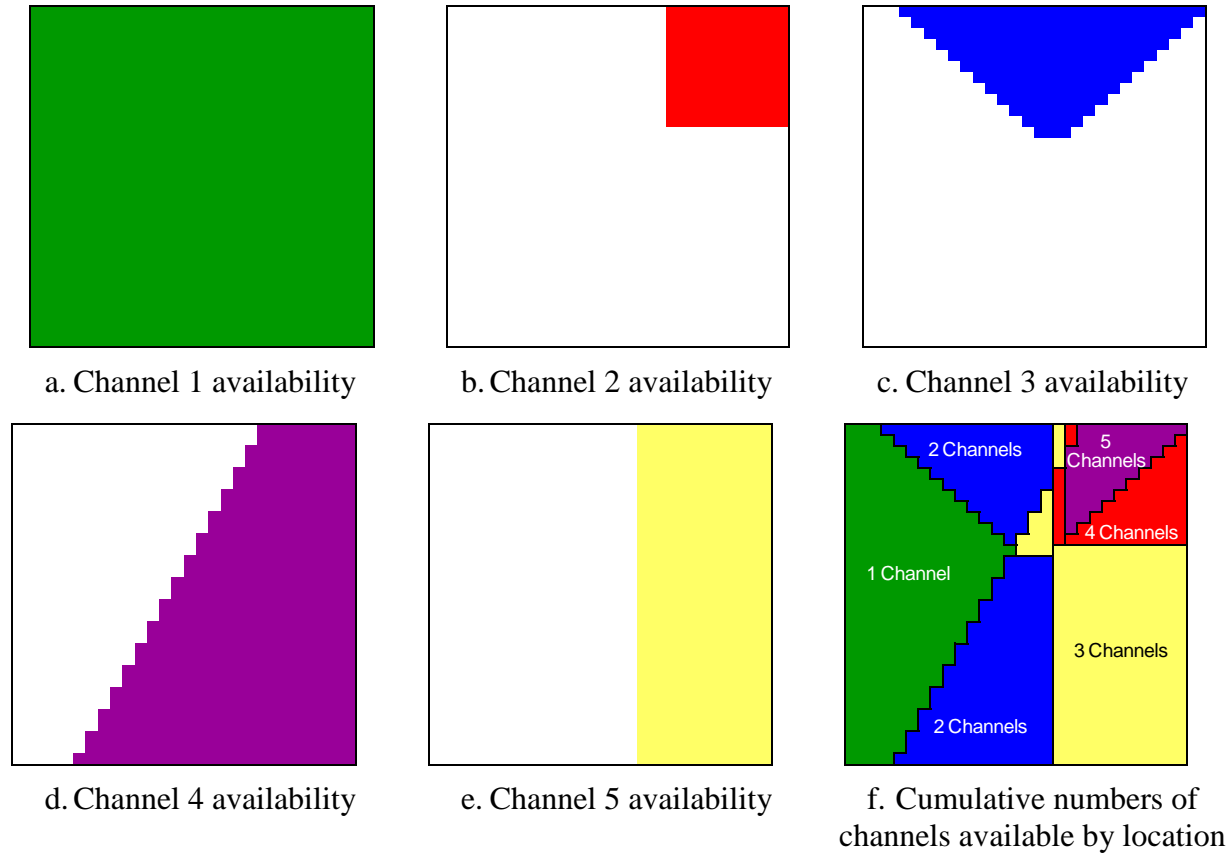 a. Channel 1 availability
b. Channel 2 availability
c. Channel 3 availability
2 Channels
5
Channels
4 Channels
1 Channel
3 Channels
2 Channels
d. Channel 4 availability
e. Channel 5 availability
f. Cumulative numbers of
channels available by location